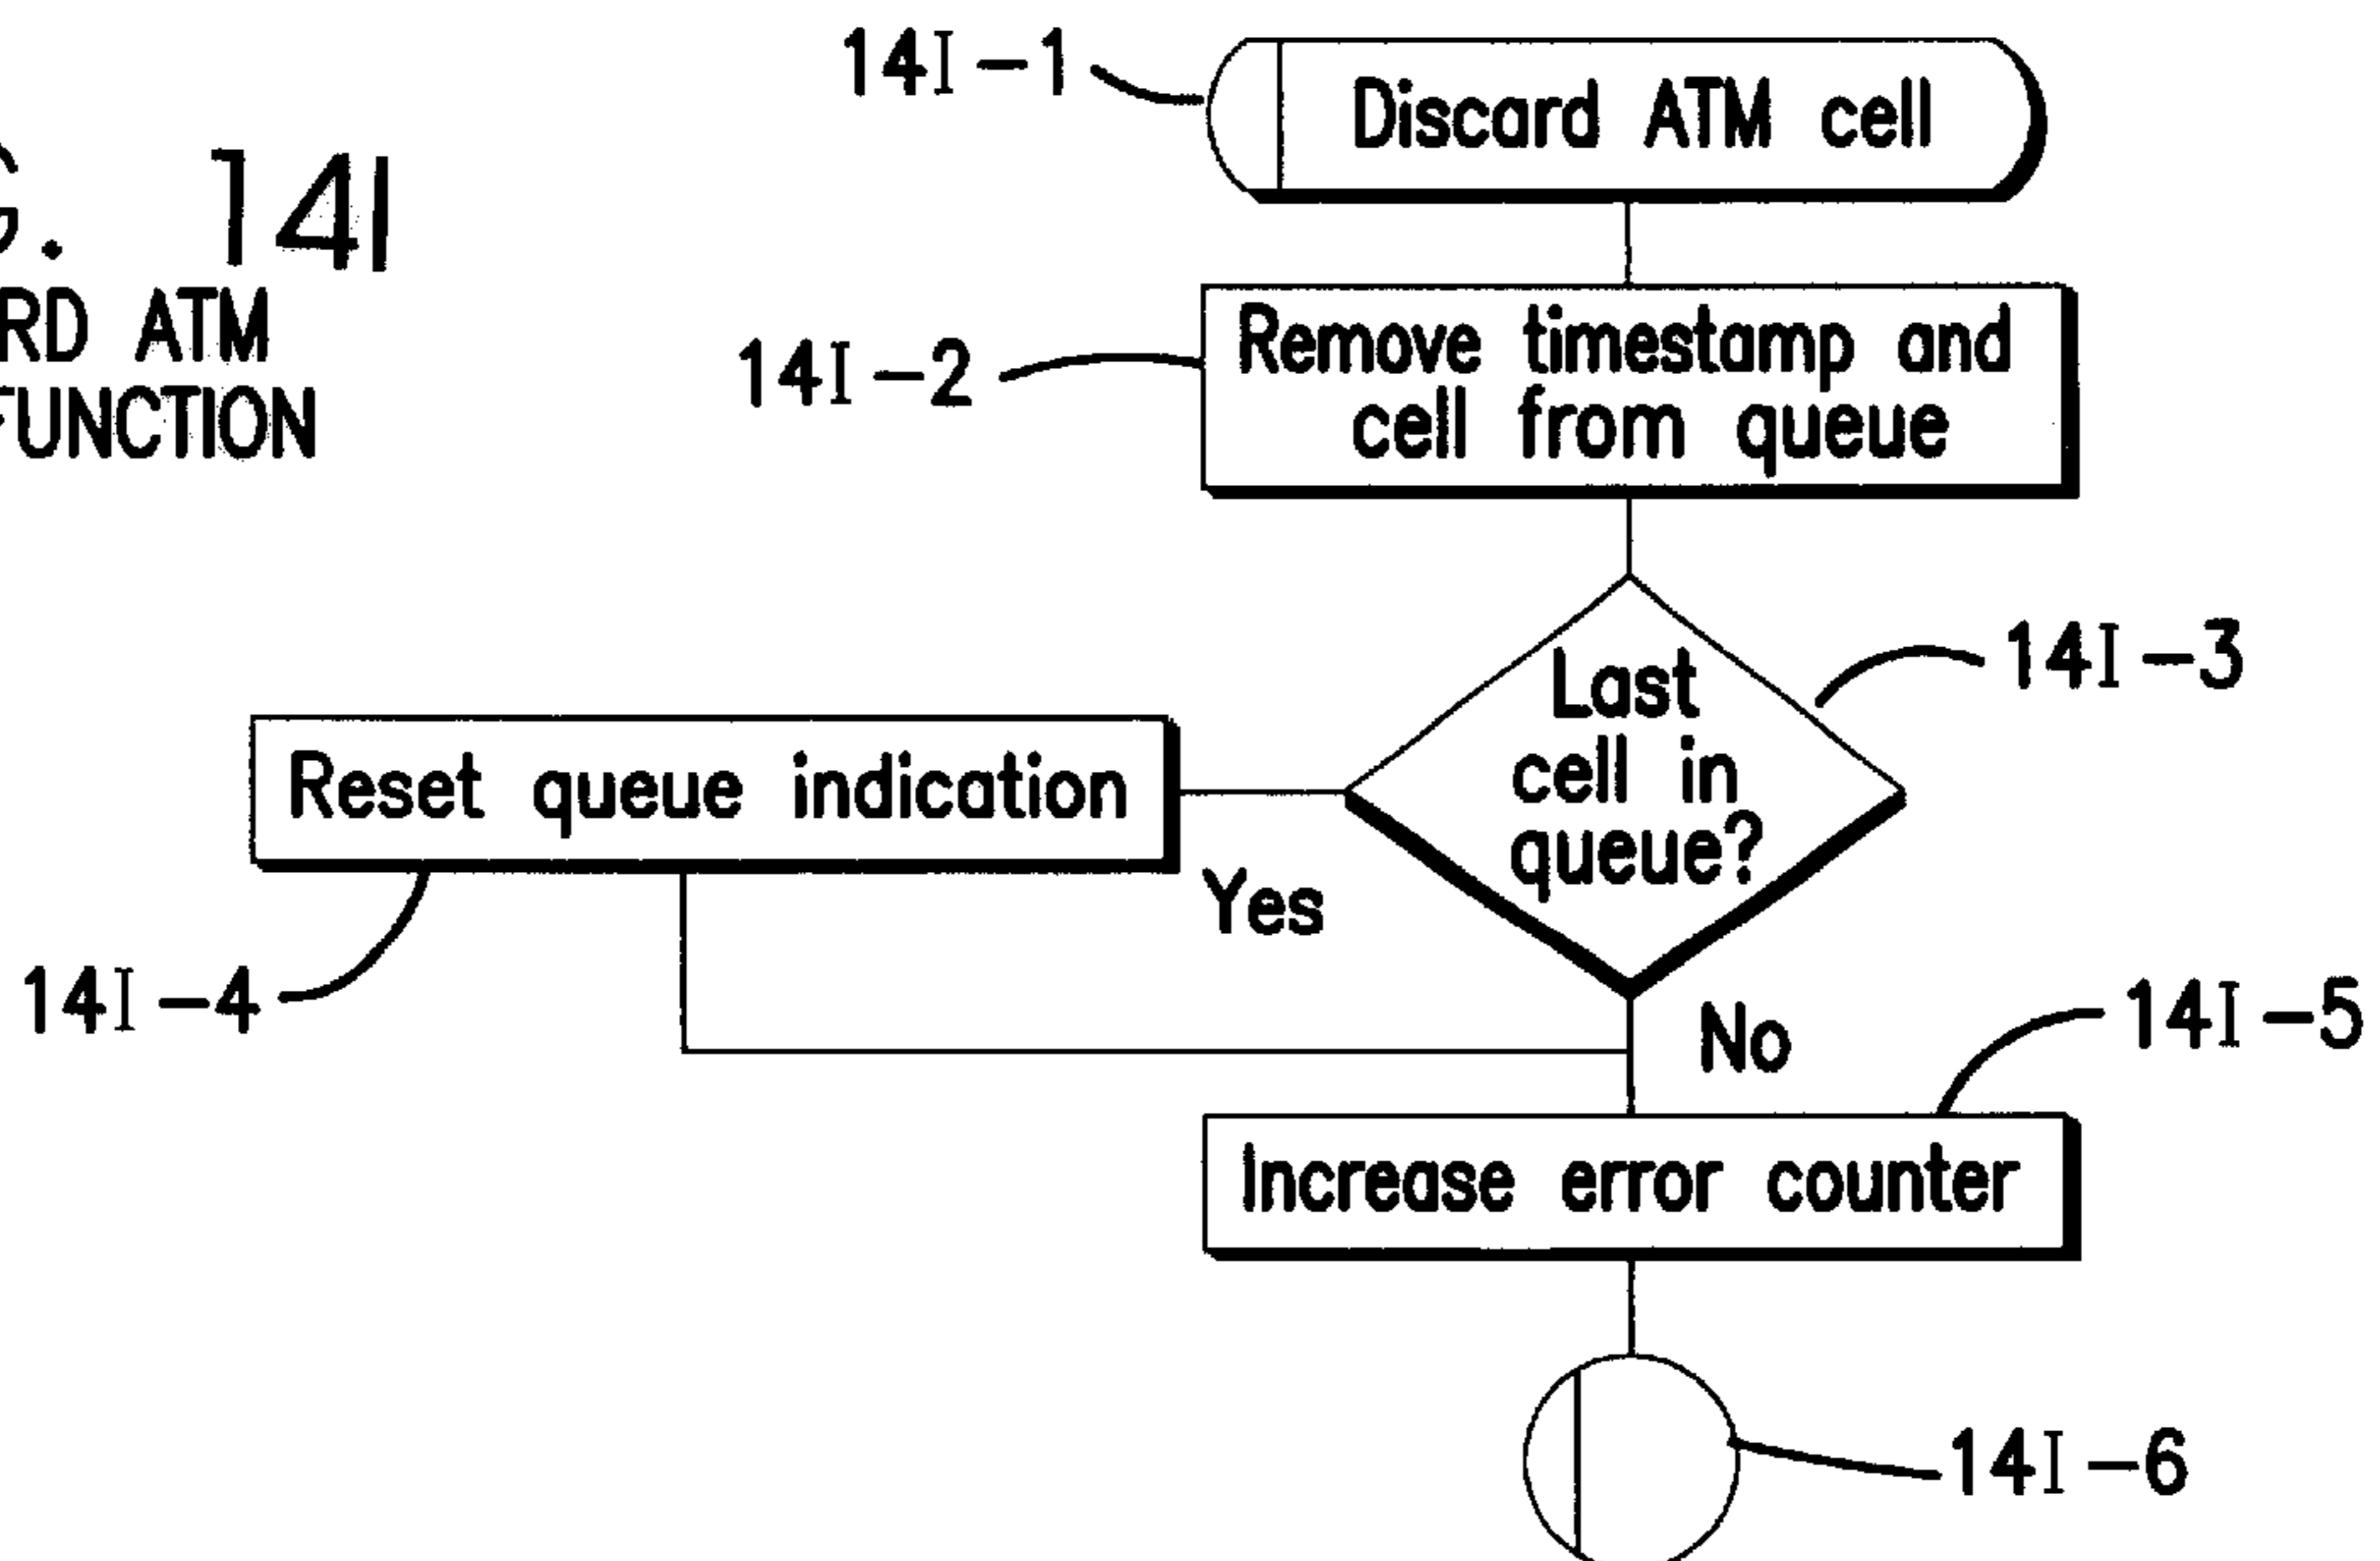 14I-1
Discard ATM cell
14I
ATM
FUNCTION
14I-2
Remove timestamp and
cell from queue
14I-3
Last
cell in
queue?
Reset queue indication
Yes
14I-4
No
14I-5
Increase error counter
14I-6